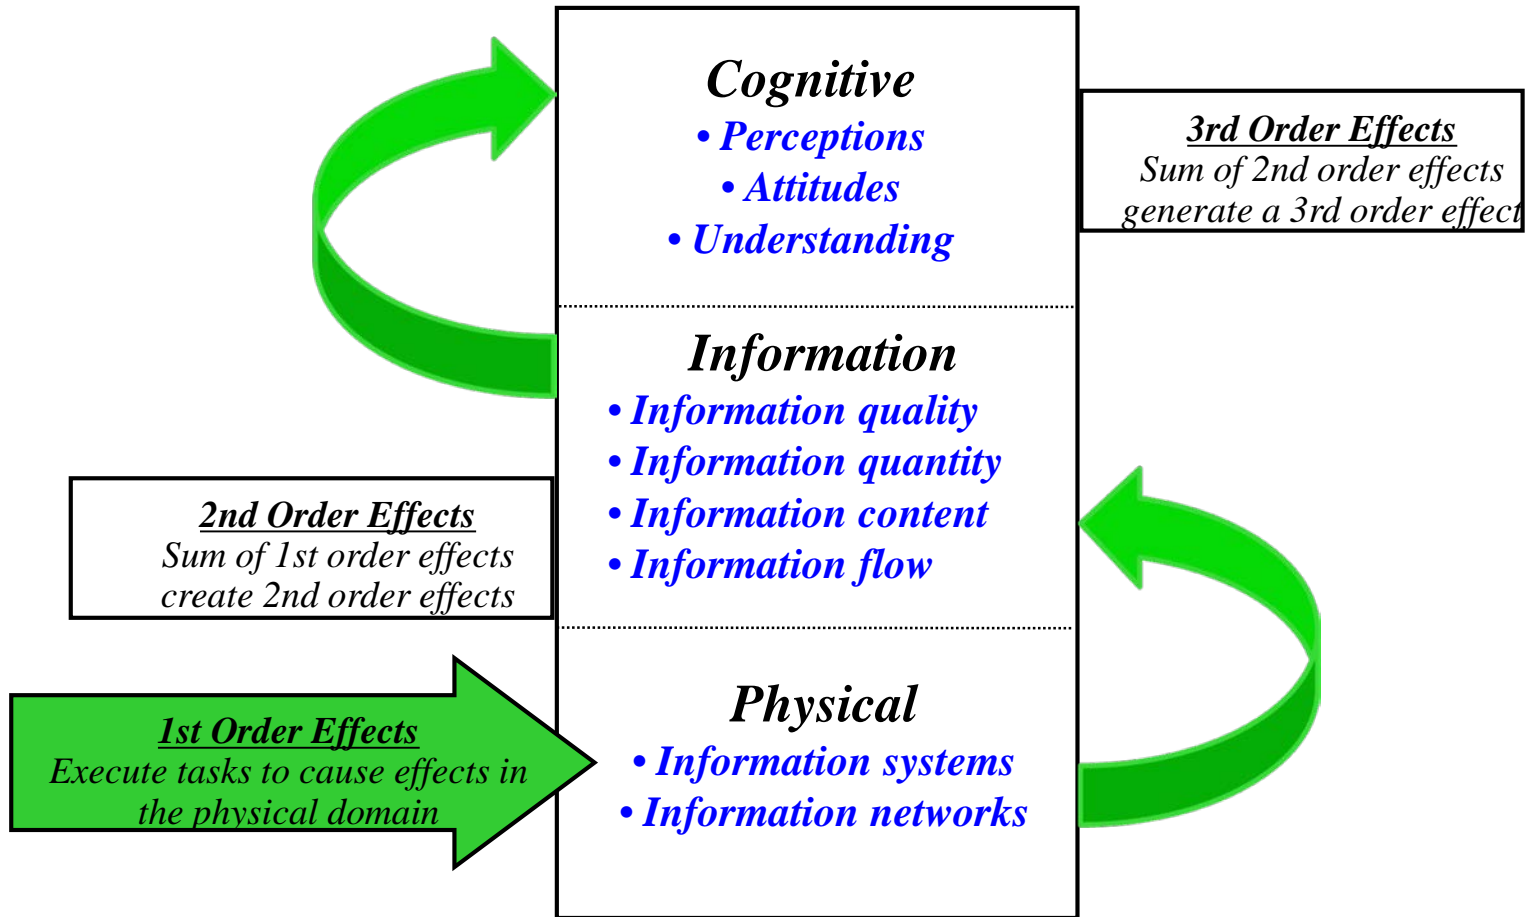 Cognitive
• Perceptions
• Attitudes
• Understanding
3rd Order Effects
Sum of 2nd order effects
generate a 3rd order effect
Information
• Information quality
• Information quantity
• Information content
• Information flow
2nd Order Effects
Sum of 1st order effects
create 2nd order effects
1st Order Effects
Execute tasks to cause effects in
the physical domain
Physical
• Information systems
• Information networks